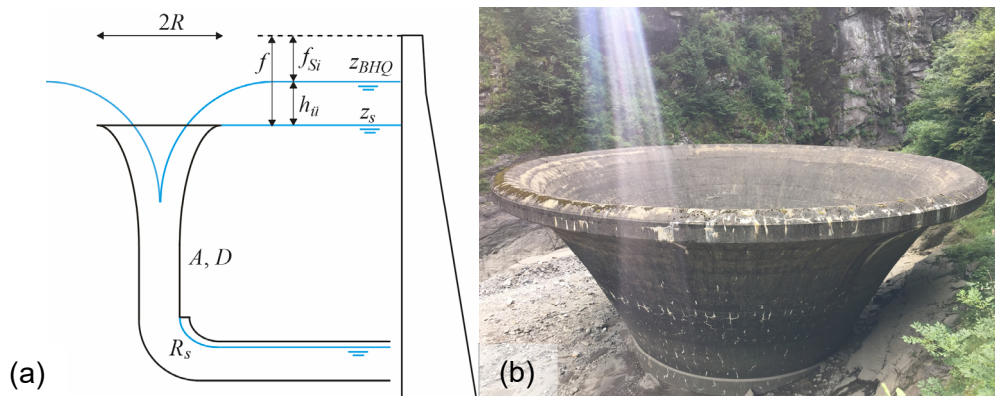 2R
f
f_Si
z_BHQ
h_ü
z_s
A, D
R_s
(a)
(b)